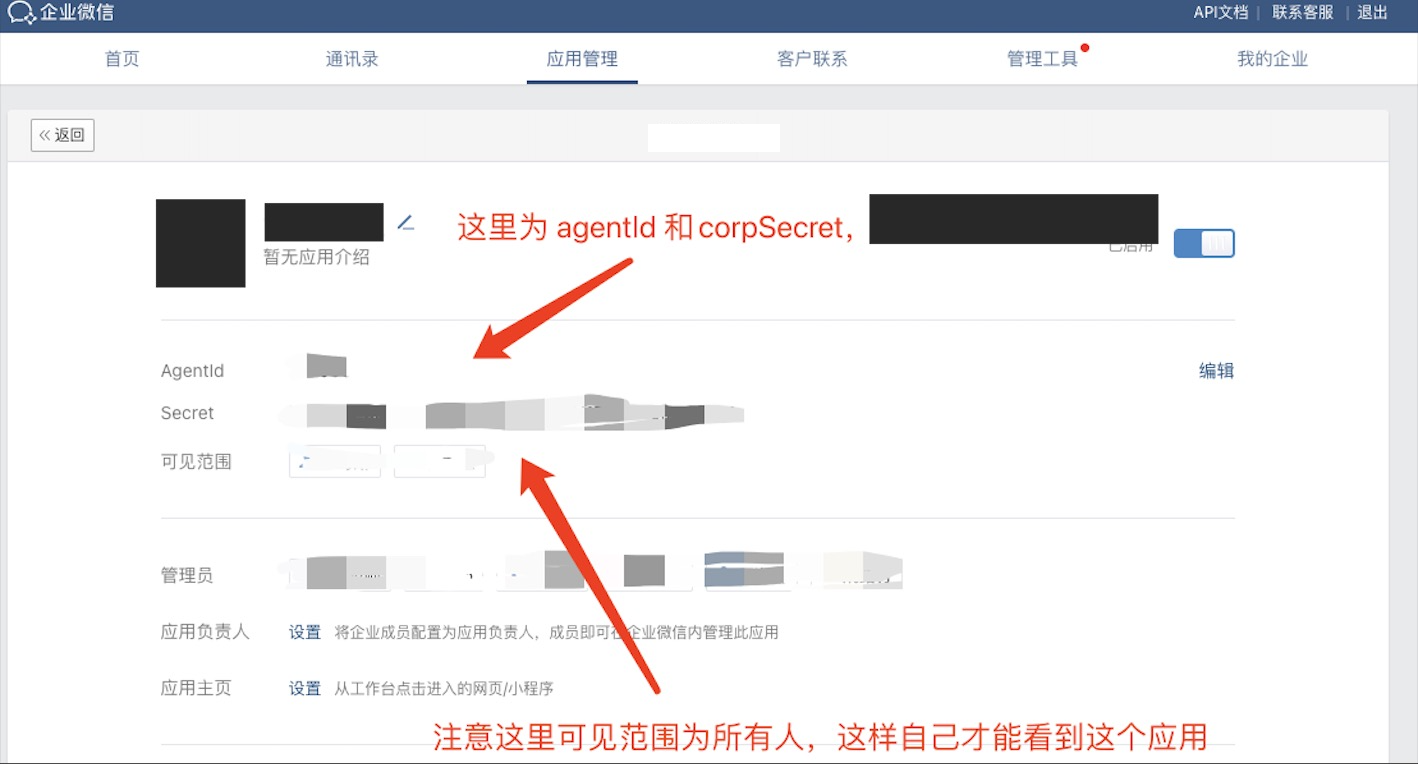 企业微信
API文档 | 联系客服 | 退出
首页 通讯录 应用管理 客户联系 管理工具 我的企业
« 返回
这里为 agentId 和 corpSecret，
暂无应用介绍
已启用
AgentId
编辑
Secret
可见范围
管理员
应用负责人 设置 将企业成员配置为应用负责人，成员即可在企业微信内管理此应用
应用主页 设置 从工作台点击进入的网页/小程序
注意这里可见范围为所有人，这样自己才能看到这个应用